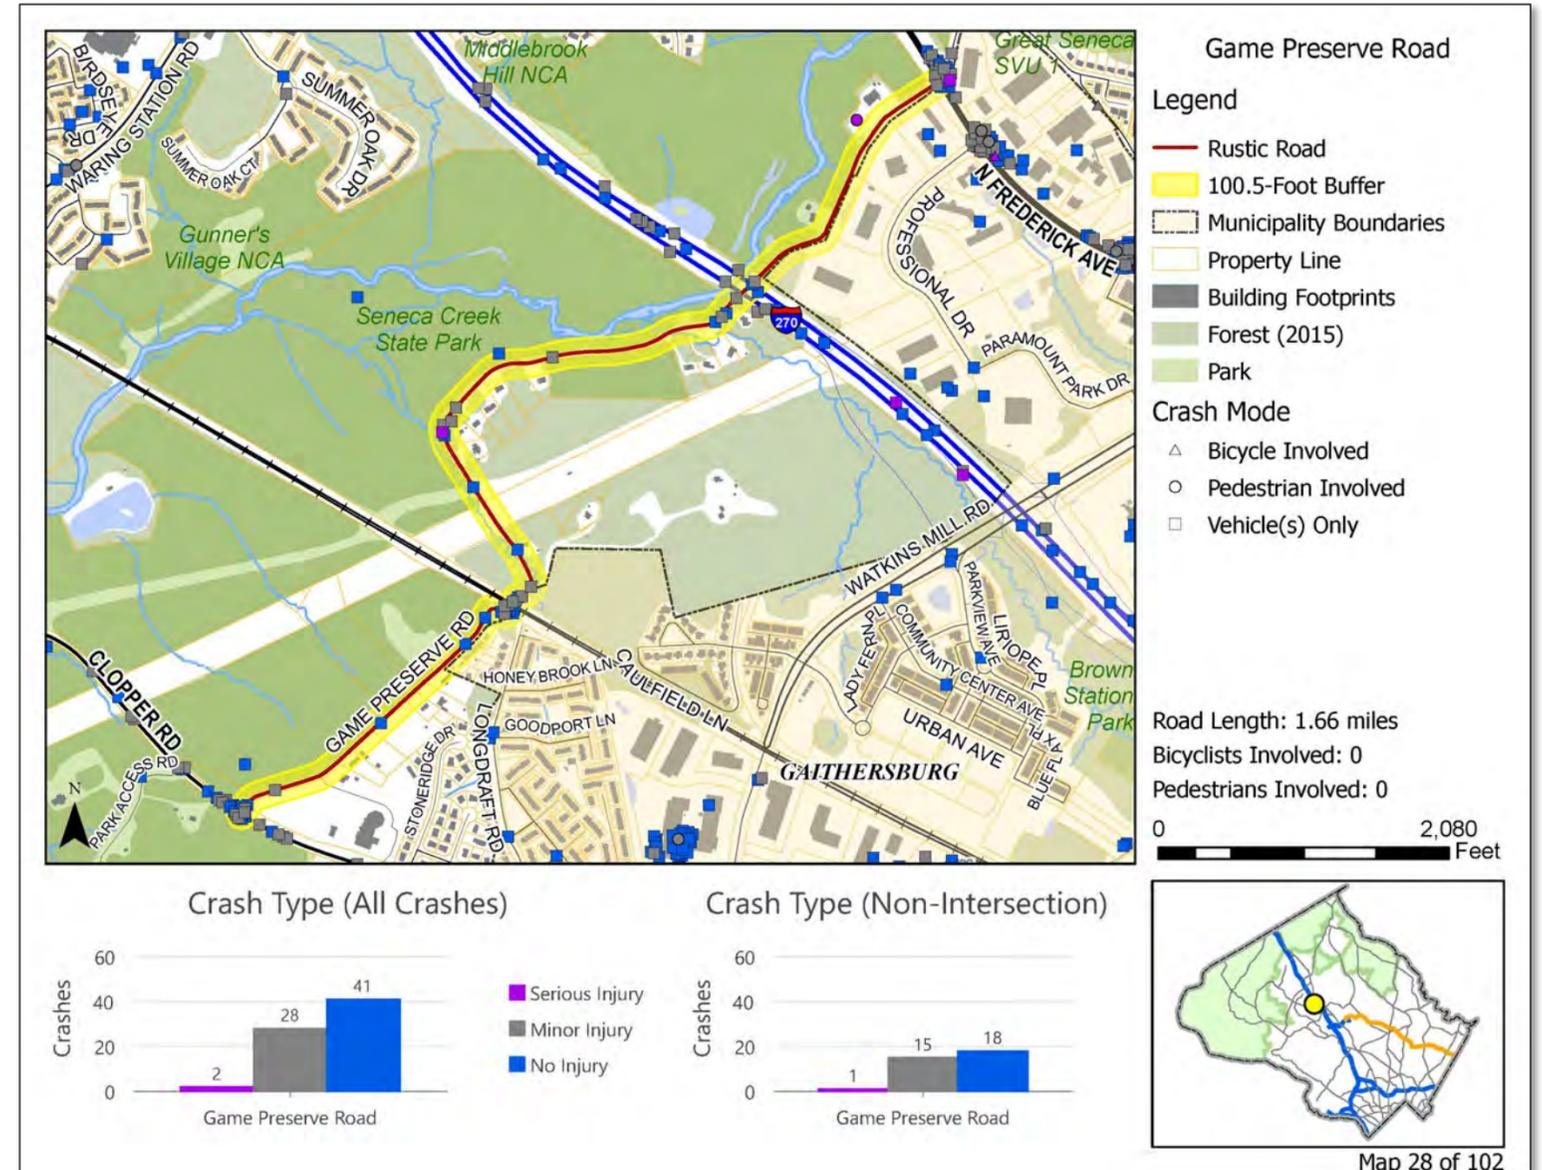 Middlebrook
Hill NCA
Great Seneca
SVU 1
BIRDSEYE DR
WARING STATION RD
SUMMER OAK DR
SUMMER OAK CT
Gunner's
Village NCA
Seneca Creek
State Park
N FREDERICK AVE
PROFESSIONAL DR
270
PARAMOUNT PARK DR
WATKINS MILL RD
PARKVIEW AVE
LIRIOPE PL
LADY FERN PL
COMMUNITY CENTER AVE
Brown
Station
Park
URBAN AVE
BLUE FLAX PL
HONEY BROOK LN
CAULFIELD LN
GAME PRESERVE RD
GOODPORT LN
LONGDRAFT RD
STONERIDGE DR
CLOPPER RD
PARK ACCESS RD
GAITHERSBURG
N
Game Preserve Road
Legend
Rustic Road
100.5-Foot Buffer
Municipality Boundaries
Property Line
Building Footprints
Forest (2015)
Park
Crash Mode
Bicycle Involved
Pedestrian Involved
Vehicle(s) Only
Road Length: 1.66 miles
Bicyclists Involved: 0
Pedestrians Involved: 0
0 2,080
Feet
Crash Type (All Crashes)
Crashes
60
40
20
0
2
28
41
Game Preserve Road
Serious Injury
Minor Injury
No Injury
Crash Type (Non-Intersection)
Crashes
60
40
20
0
1
15
18
Game Preserve Road
Map 28 of 102